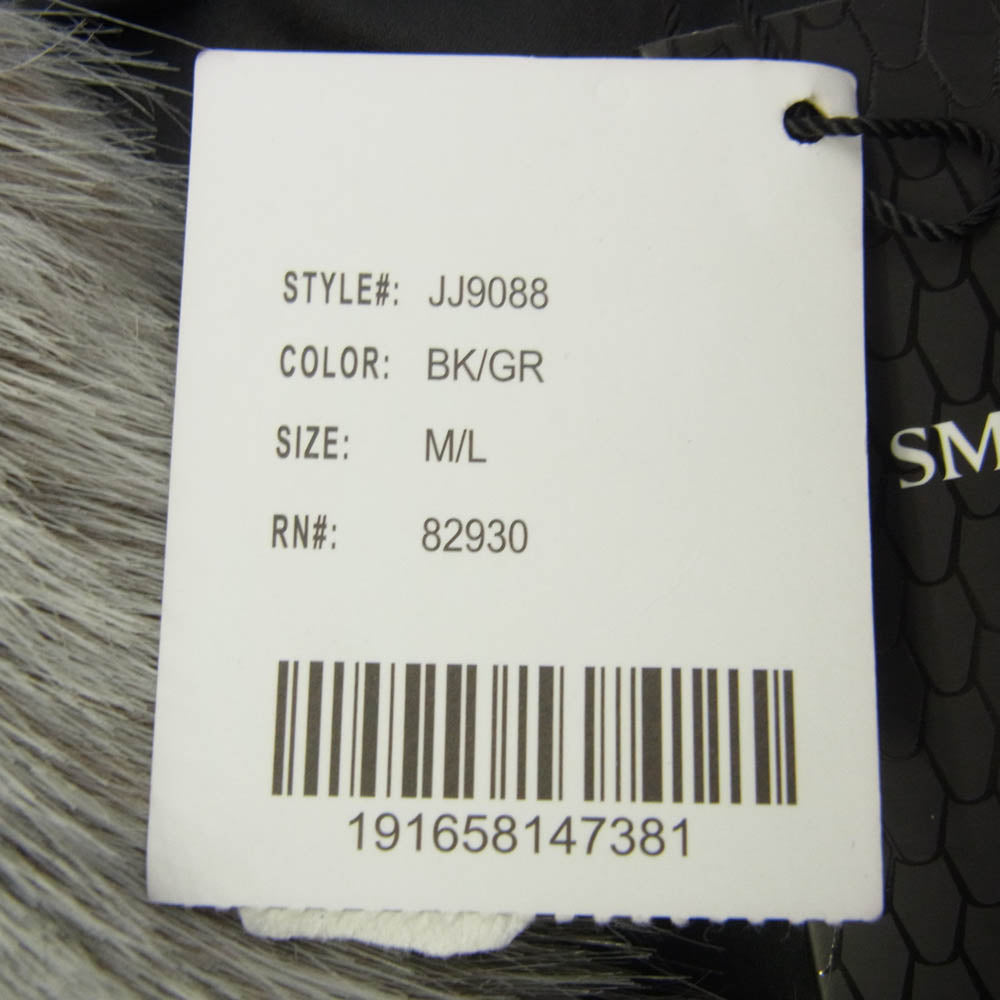 STYLE#: JJ9088
COLOR: BK/GR
SIZE: M/L
RN#: 82930
191658147381
SM